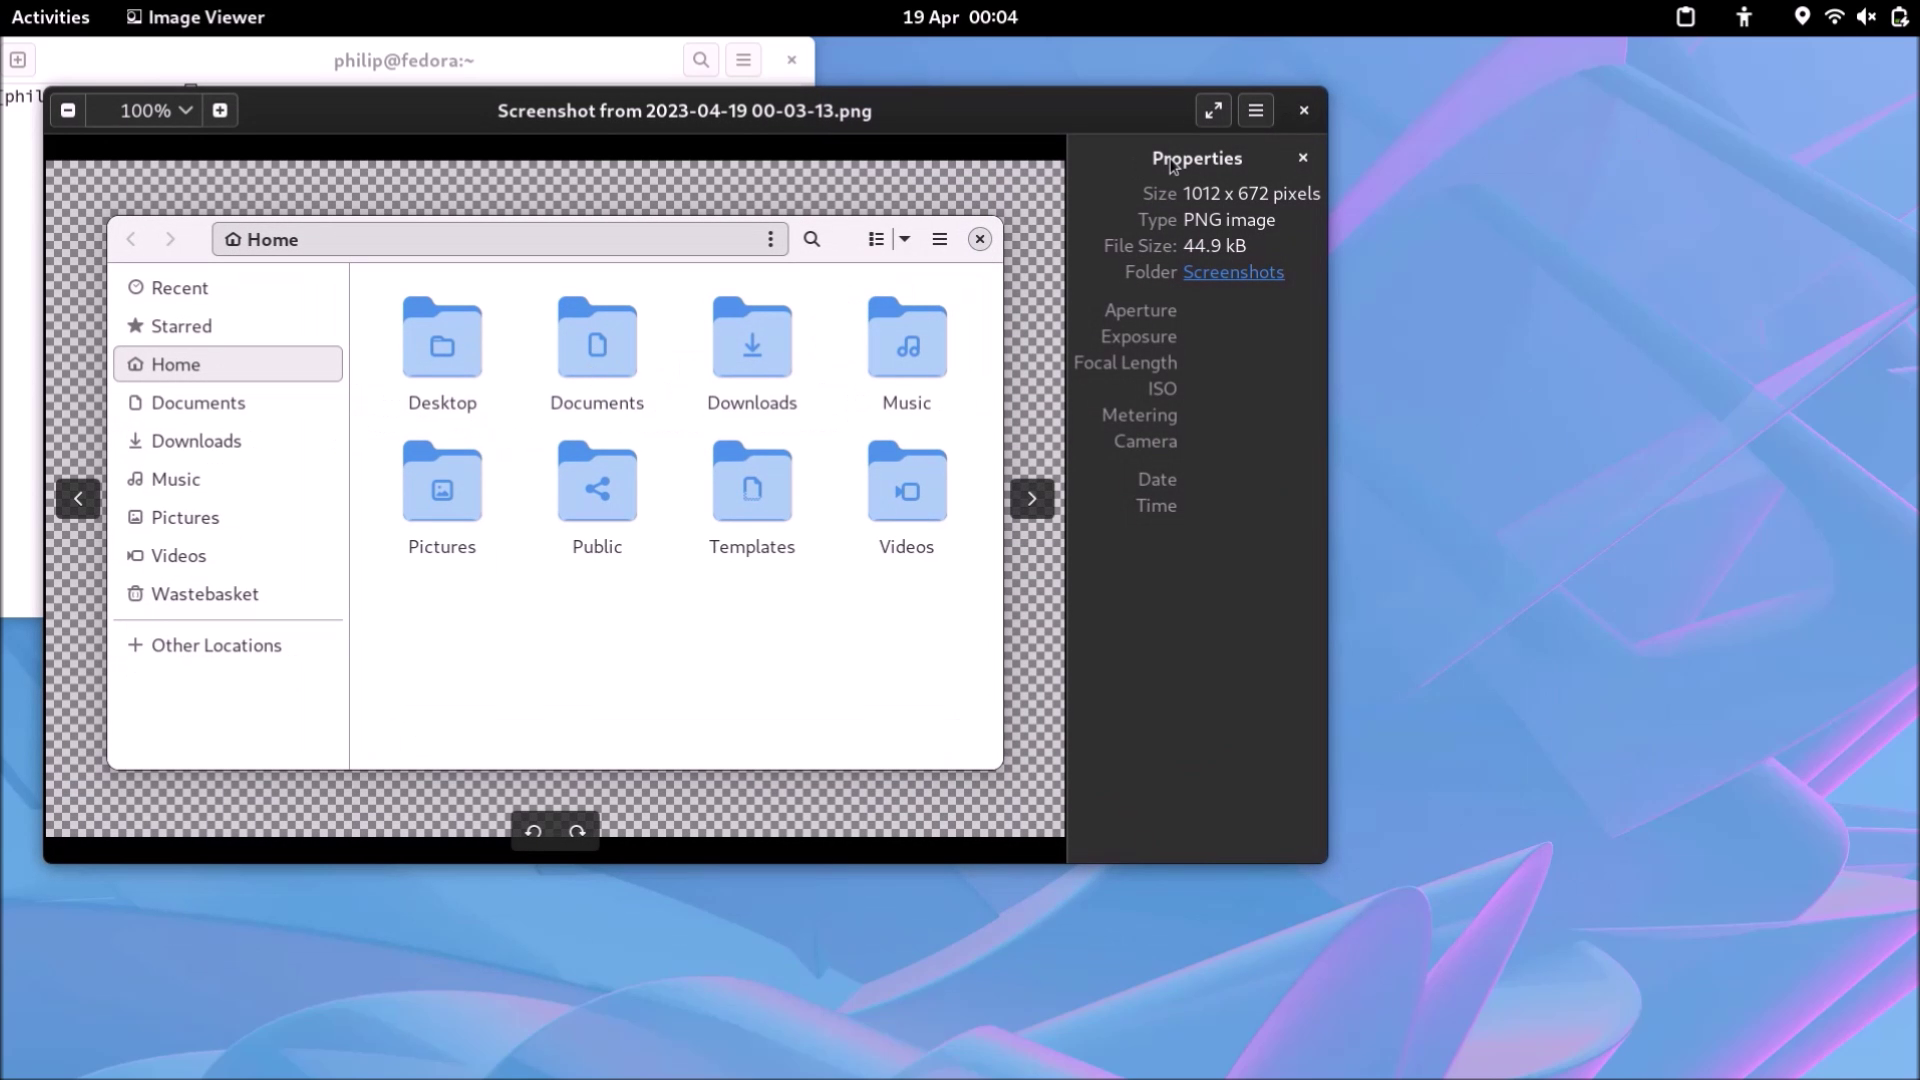 Activities
Image Viewer
19 Apr 00:04
philip@fedora:~
[phil
100%
Screenshot from 2023-04-19 00-03-13.png
Properties
Size 1012 x 672 pixels
Type PNG image
File Size: 44.9 kB
Folder Screenshots
Aperture
Exposure
Focal Length
ISO
Metering
Camera
Date
Time
Home
Recent
Starred
Home
Documents
Downloads
Music
Pictures
Videos
Wastebasket
Other Locations
Desktop
Documents
Downloads
Music
Pictures
Public
Templates
Videos